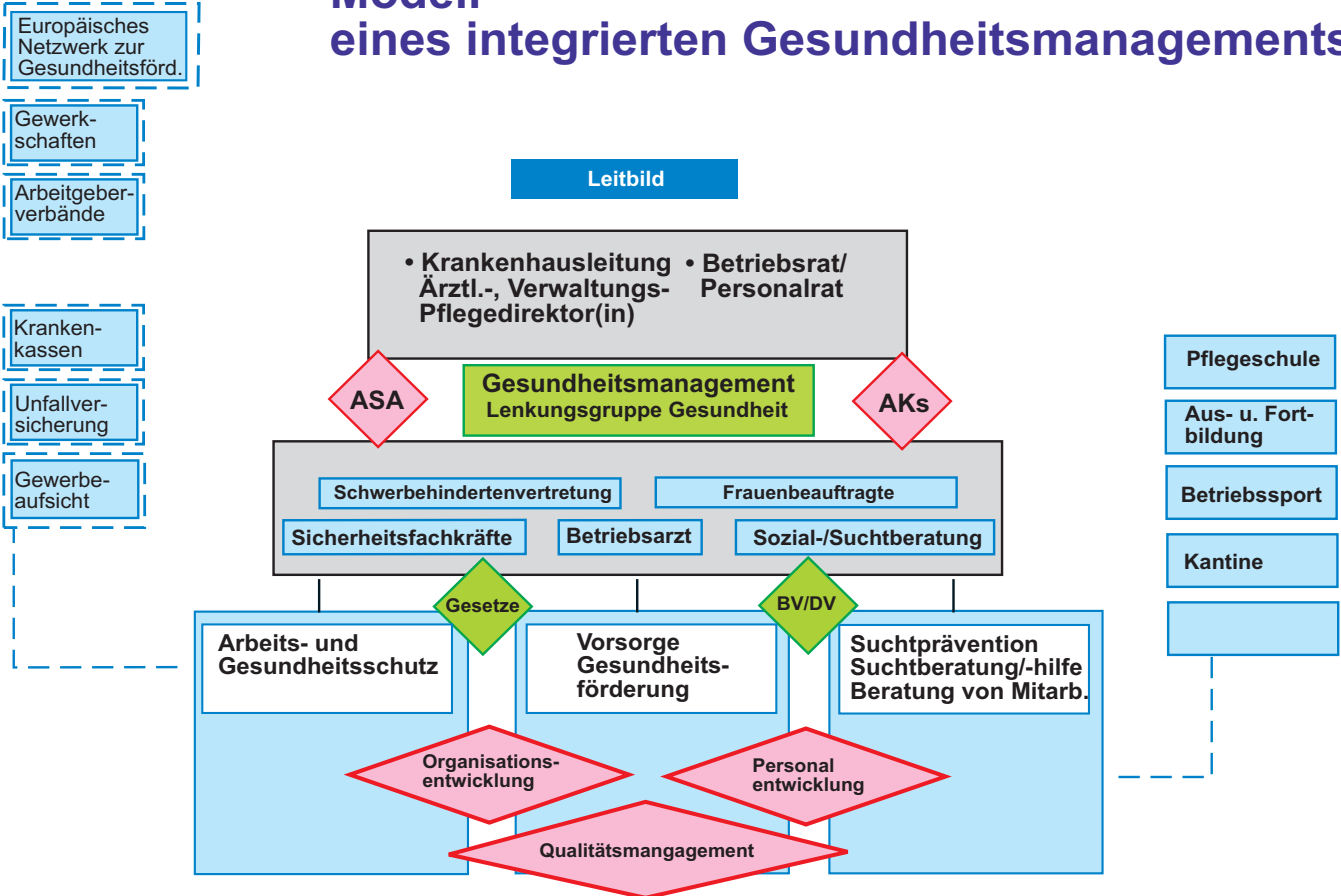 Modell
eines integrierten Gesundheitsmanagements
Europäisches
Netzwerk zur
Gesundheitsförd.
Gewerk-
schaften
Arbeitgeber-
verbände
Kranken-
kassen
Unfallver-
sicherung
Gewerbe-
aufsicht
Leitbild
• Krankenhausleitung
Ärztl.-, Verwaltungs-
Pflegedirektor(in)
• Betriebsrat/
Personalrat
ASA
Gesundheitsmanagement
Lenkungsgruppe Gesundheit
AKs
Schwerbehindertenvertretung
Frauenbeauftragte
Sicherheitsfachkräfte
Betriebsarzt
Sozial-/Suchtberatung
Gesetze
BV/DV
Arbeits- und
Gesundheitsschutz
Vorsorge
Gesundheits-
förderung
Suchtprävention
Suchtberatung/-hilfe
Beratung von Mitarb.
Organisations-
entwicklung
Personal
entwicklung
Qualitätsmangagement
Pflegeschule
Aus- u. Fort-
bildung
Betriebssport
Kantine